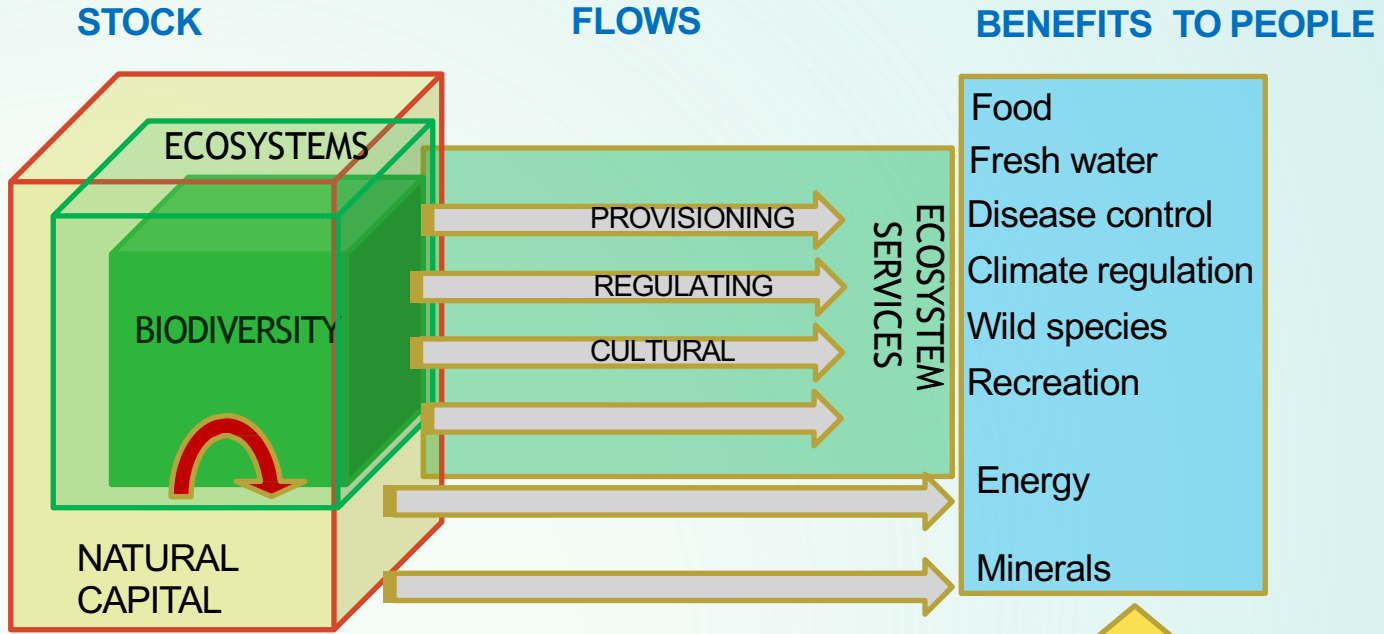 STOCK
FLOWS
BENEFITS TO PEOPLE
ECOSYSTEMS
BIODIVERSITY
NATURAL
CAPITAL
PROVISIONING
REGULATING
CULTURAL
ECOSYSTEM
SERVICES
Food
Fresh water
Disease control
Climate regulation
Wild species
Recreation
Energy
Minerals